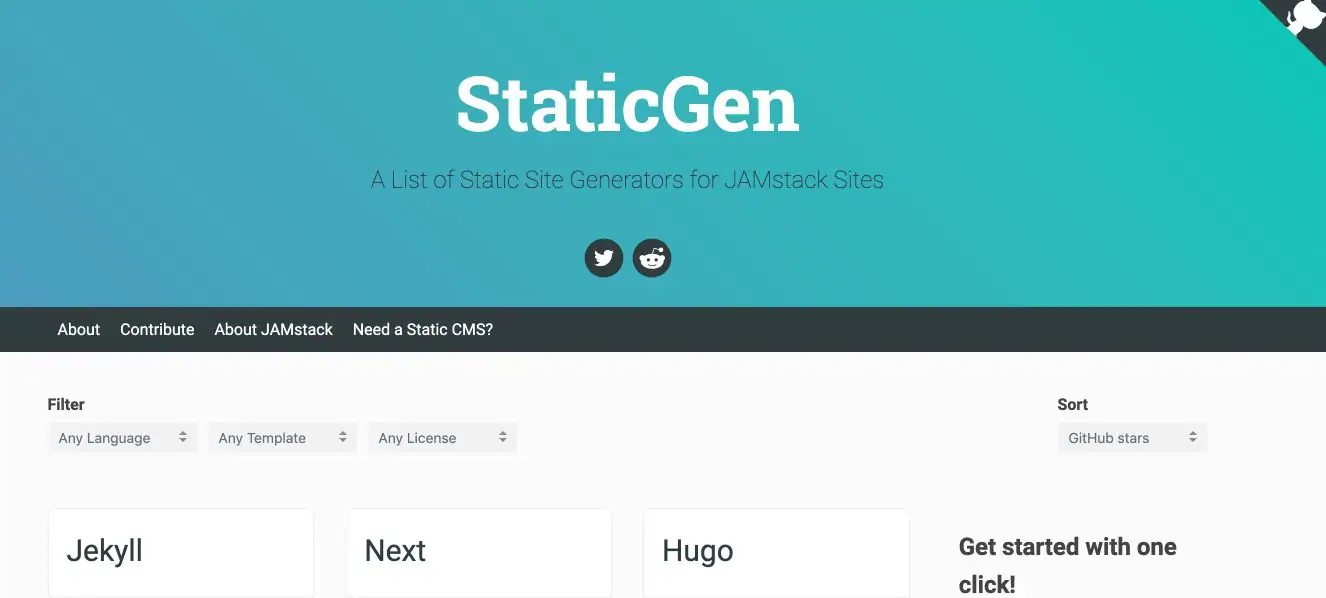 StaticGen
A List of Static Site Generators for JAMstack Sites
About Contribute About JAMstack Need a Static CMS?
Filter Sort
Any Language Any Template Any License GitHub stars
Jekyll Next Hugo
Get started with one
click!